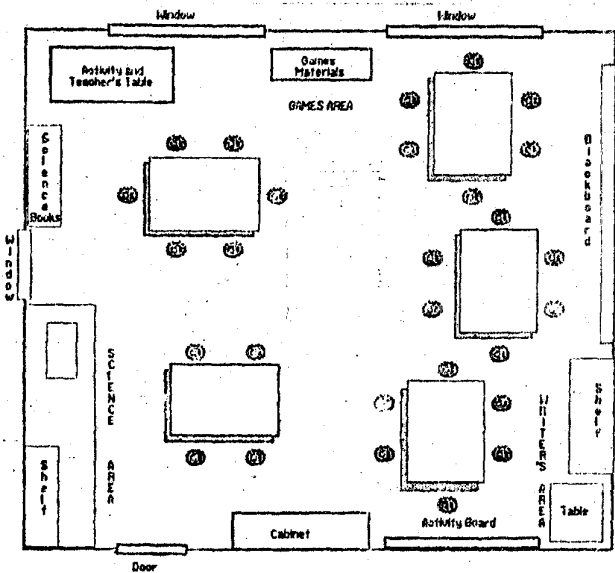 Window
Window
Activity and
Teacher's Table
Games
Materials
GAMES AREA
Science
Books
Blackboard
Window
SCIENCE AREA
Shelf
Shelf
WRITERS AREA
Table
Activity Board
Cabinet
Door